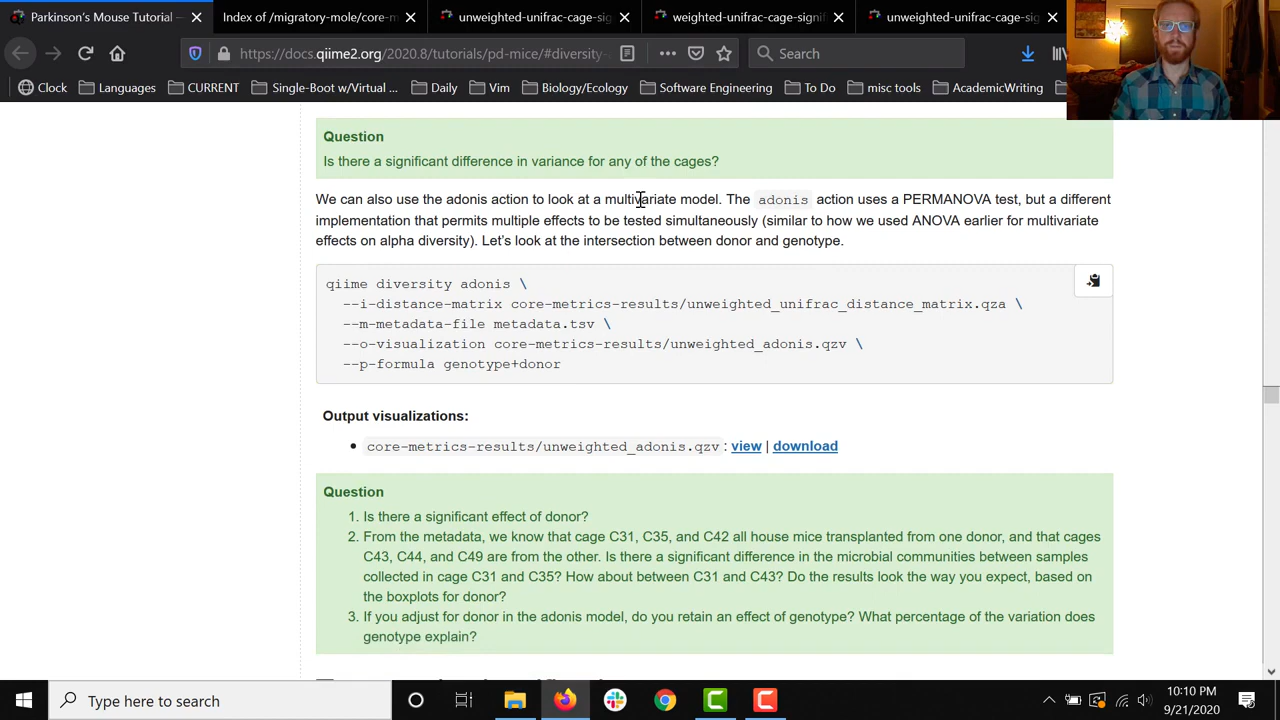 Parkinson's Mouse Tutorial
Index of /migratory-mole/core-m
unweighted-unifrac-cage-sig
weighted-unifrac-cage-signif
unweighted-unifrac-cage-sig
https://docs.qiime2.org/2020.8/tutorials/pd-mice/#diversity-
Search
Clock
Languages
CURRENT
Single-Boot w/Virtual ...
Daily
Vim
Biology/Ecology
Software Engineering
To Do
misc tools
AcademicWriting
Question
Is there a significant difference in variance for any of the cages?
We can also use the adonis action to look at a multivariate model. The adonis action uses a PERMANOVA test, but a different
implementation that permits multiple effects to be tested simultaneously (similar to how we used ANOVA earlier for multivariate
effects on alpha diversity). Let's look at the intersection between donor and genotype.
qiime diversity adonis \
--i-distance-matrix core-metrics-results/unweighted_unifrac_distance_matrix.qza \
--m-metadata-file metadata.tsv \
--o-visualization core-metrics-results/unweighted_adonis.qzv \
--p-formula genotype+donor
Output visualizations:
• core-metrics-results/unweighted_adonis.qzv : view | download
Question
1. Is there a significant effect of donor?
2. From the metadata, we know that cage C31, C35, and C42 all house mice transplanted from one donor, and that cages
C43, C44, and C49 are from the other. Is there a significant difference in the microbial communities between samples
collected in cage C31 and C35? How about between C31 and C43? Do the results look the way you expect, based on
the boxplots for donor?
3. If you adjust for donor in the adonis model, do you retain an effect of genotype? What percentage of the variation does
genotype explain?
Type here to search
10:10 PM
9/21/2020